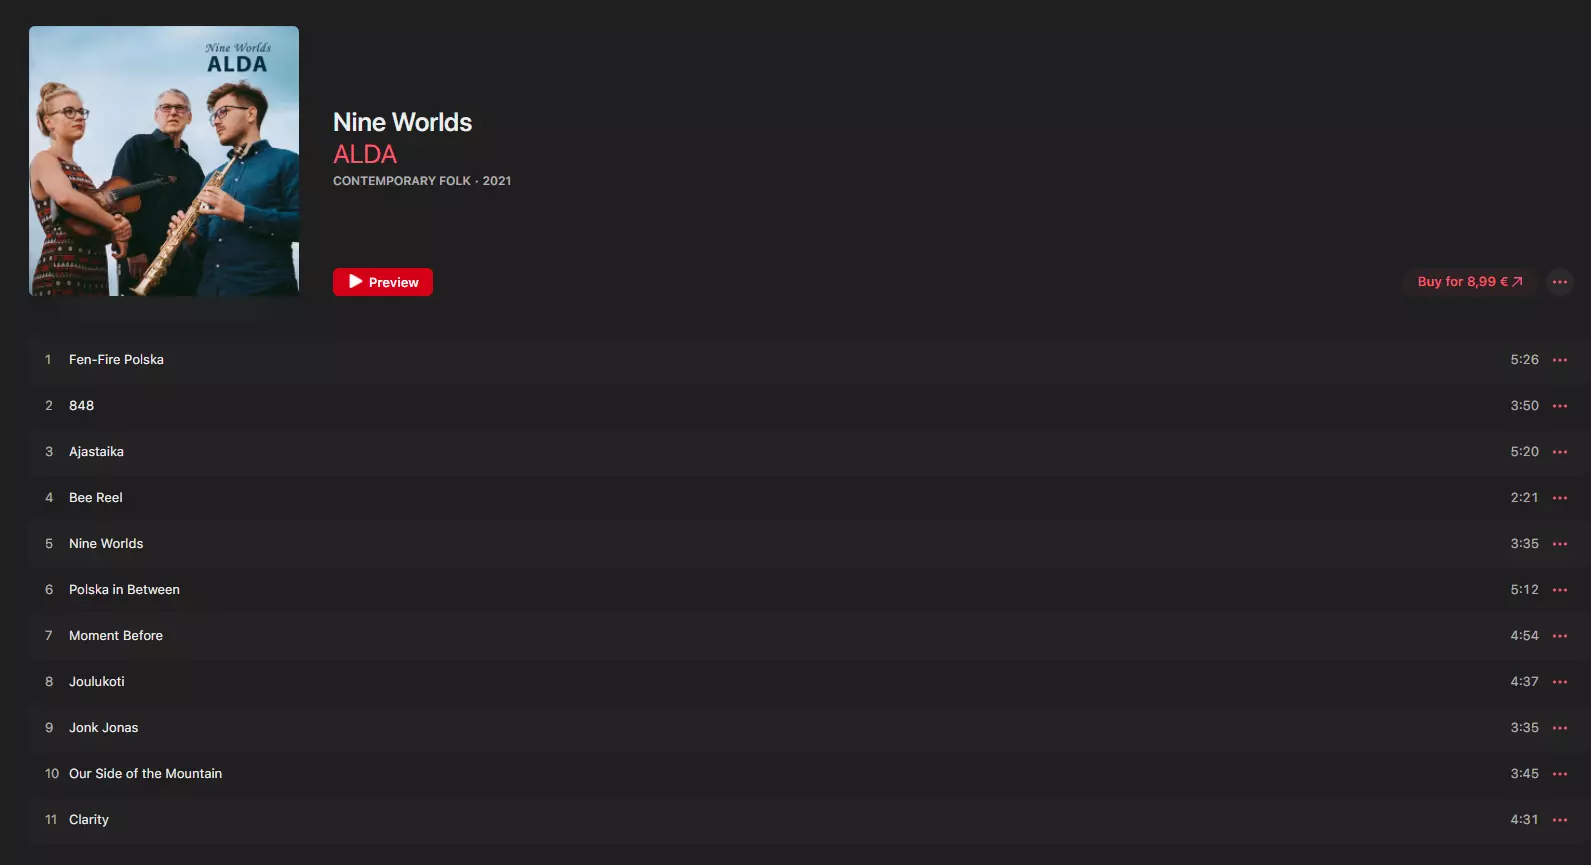 Nine Worlds
ALDA
Nine Worlds
ALDA
CONTEMPORARY FOLK · 2021
Preview
Buy for 8,99 €
1 Fen-Fire Polska 5:26
2 848 3:50
3 Ajastaika 5:20
4 Bee Reel 2:21
5 Nine Worlds 3:35
6 Polska in Between 5:12
7 Moment Before 4:54
8 Joulukoti 4:37
9 Jonk Jonas 3:35
10 Our Side of the Mountain 3:45
11 Clarity 4:31